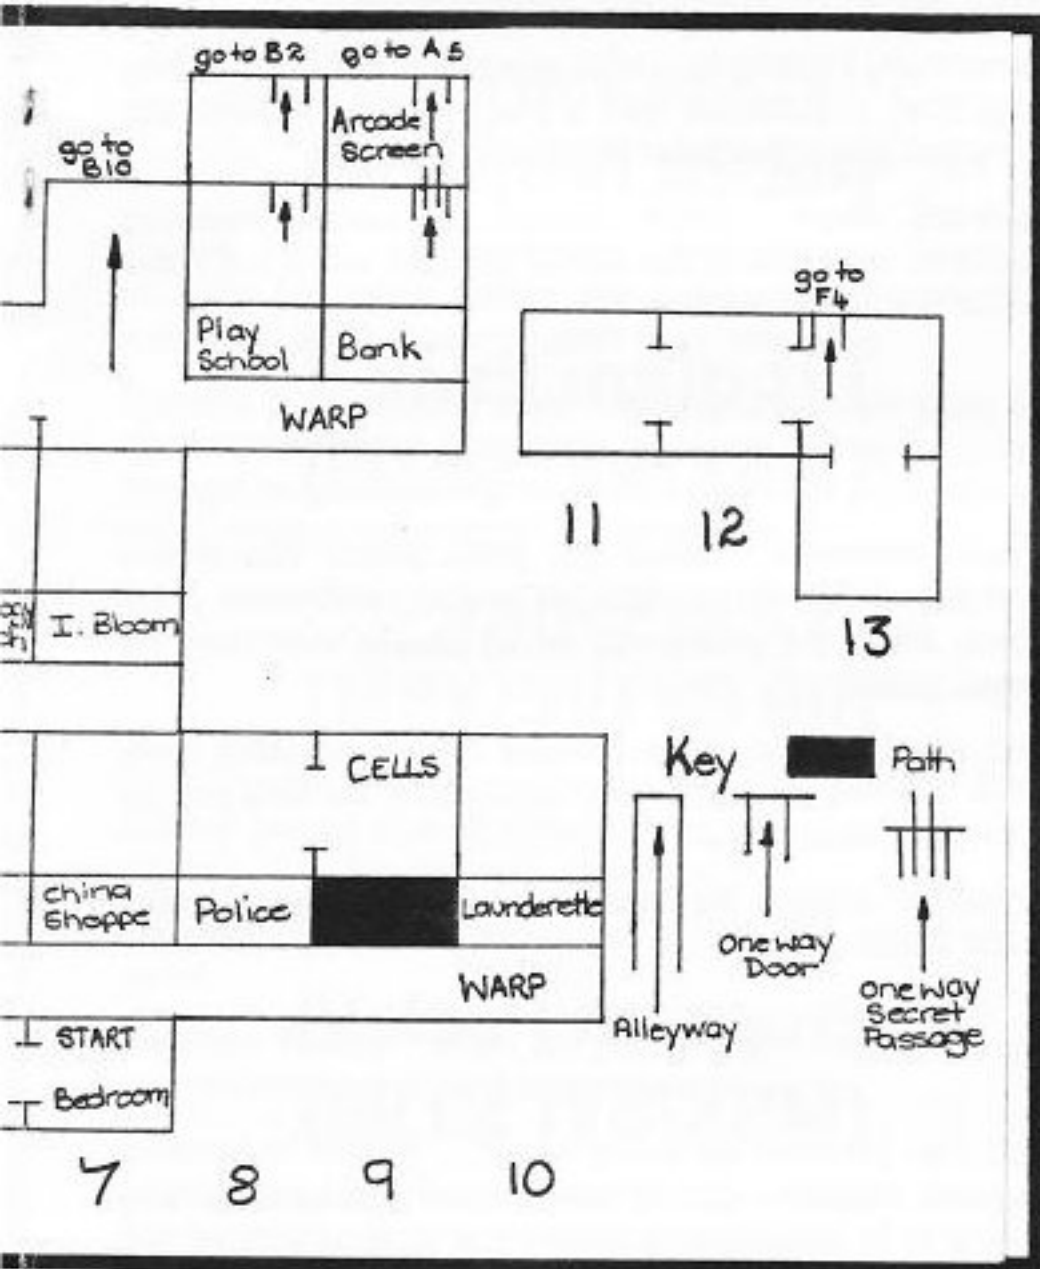 go to B2
go to A5
go to
B10
Arcade
Screen
go to
F4
Play
School
Bank
WARP
11
12
I. Bloom
13
CELLS
Key
Path
China
Shoppe
Police
Launderette
one way
Door
WARP
one way
Secret
Passage
Alleyway
START
Bedroom
7
8
9
10